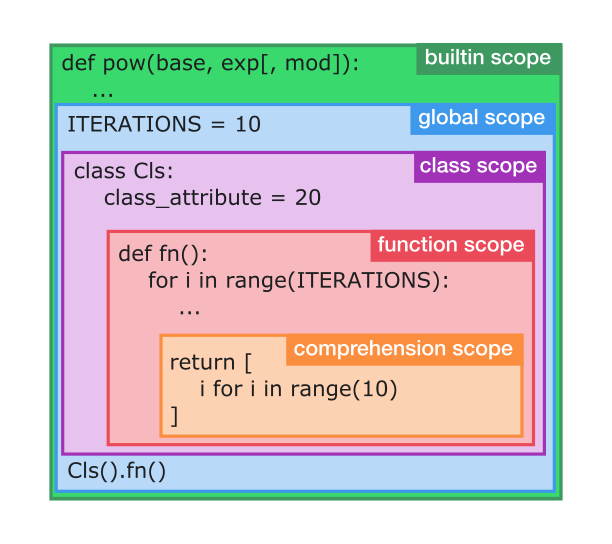 def pow(base, exp[, mod]):
builtin scope
...
ITERATIONS = 10
global scope
class Cls:
class scope
class_attribute = 20
def fn():
function scope
for i in range(ITERATIONS):
...
return [
comprehension scope
i for i in range(10)
]
Cls().fn()